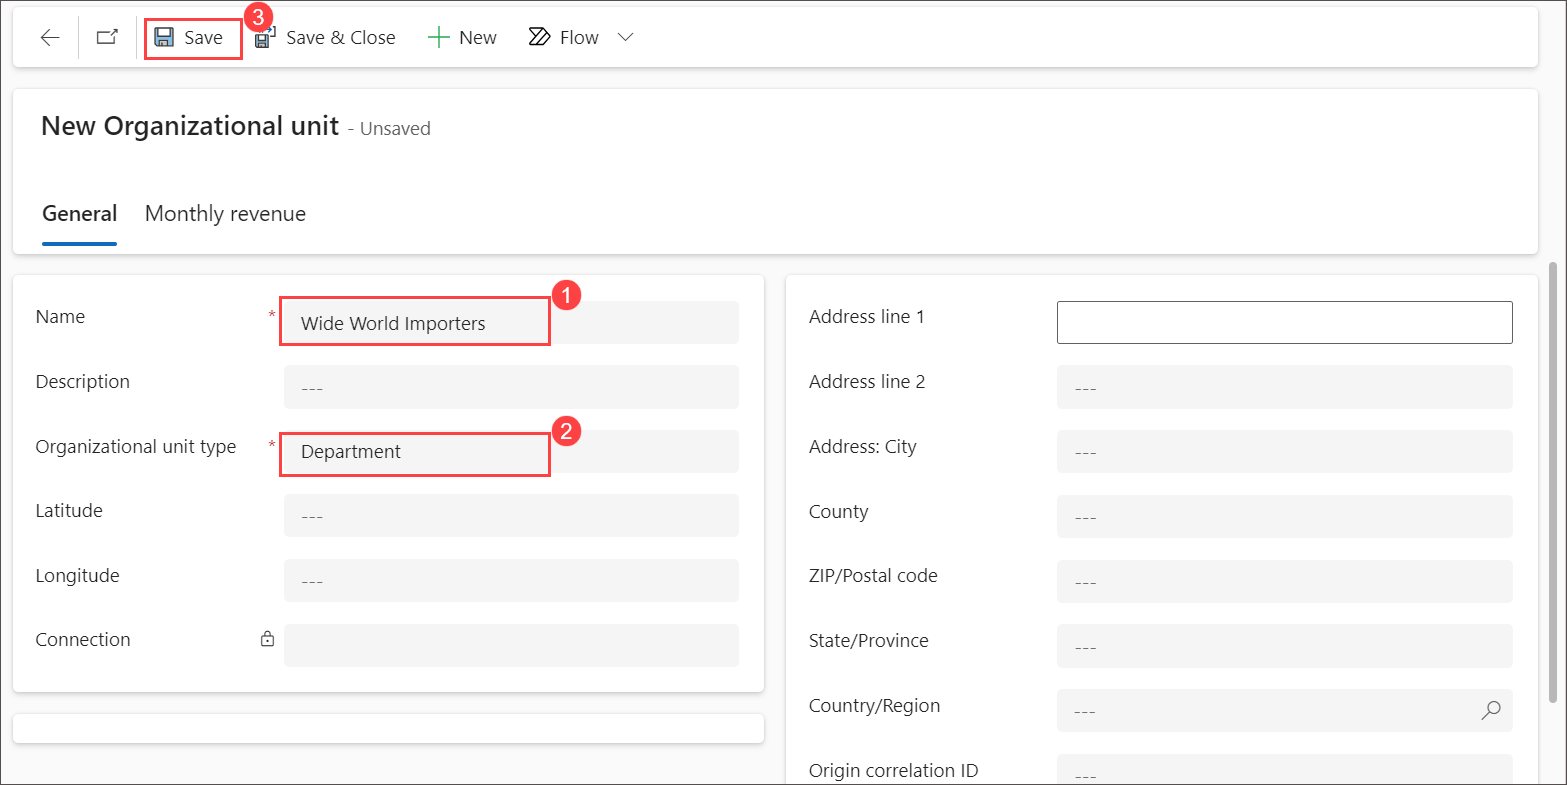 3
Save
Save & Close
New
Flow
New Organizational unit - Unsaved
General
Monthly revenue
1
Name * Wide World Importers
Description ---
2
Organizational unit type * Department
Latitude ---
Longitude ---
Connection
Address line 1
Address line 2 ---
Address: City ---
County ---
ZIP/Postal code ---
State/Province ---
Country/Region ---
Origin correlation ID ---